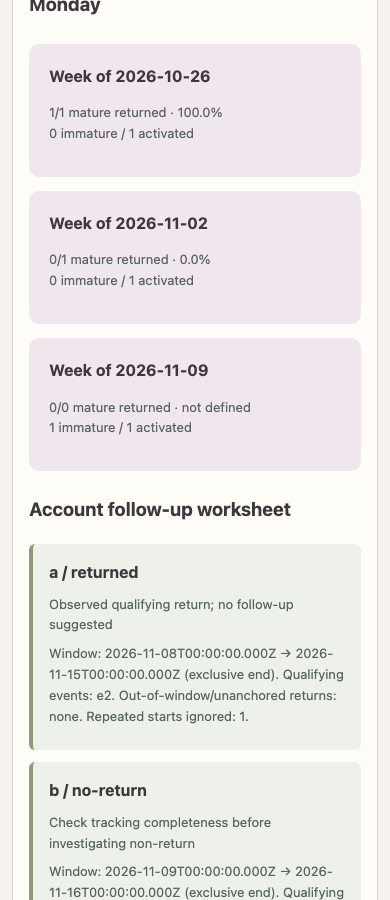 Monday
Week of 2026-10-26
1/1 mature returned · 100.0%
0 immature / 1 activated
Week of 2026-11-02
0/1 mature returned · 0.0%
0 immature / 1 activated
Week of 2026-11-09
0/0 mature returned · not defined
1 immature / 1 activated
Account follow-up worksheet
a / returned
Observed qualifying return; no follow-up
suggested
Window: 2026-11-08T00:00:00.000Z → 2026-
11-15T00:00:00.000Z (exclusive end). Qualifying
events: e2. Out-of-window/unanchored returns:
none. Repeated starts ignored: 1.
b / no-return
Check tracking completeness before
investigating non-return
Window: 2026-11-09T00:00:00.000Z → 2026-
11-16T00:00:00.000Z (exclusive end). Qualifying